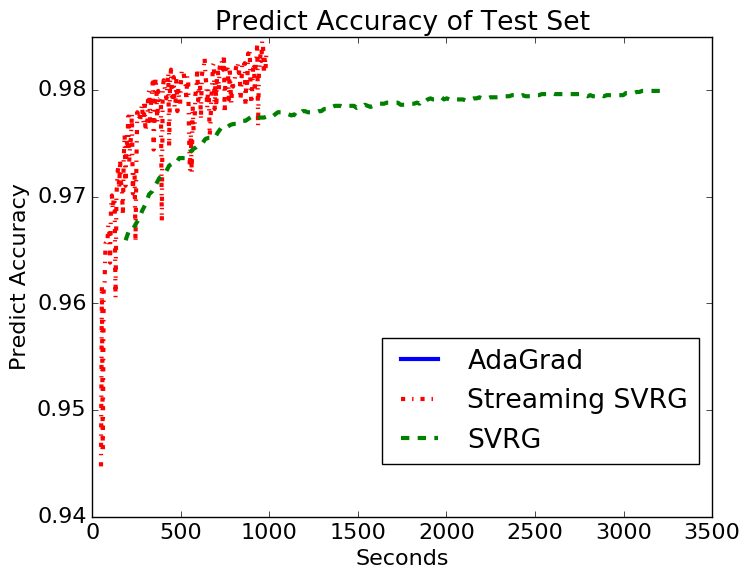 Predict Accuracy of Test Set
0.98
0.97
0.96
0.95
0.94
Predict Accuracy
AdaGrad
Streaming SVRG
SVRG
0 500 1000 1500 2000 2500 3000 3500
Seconds